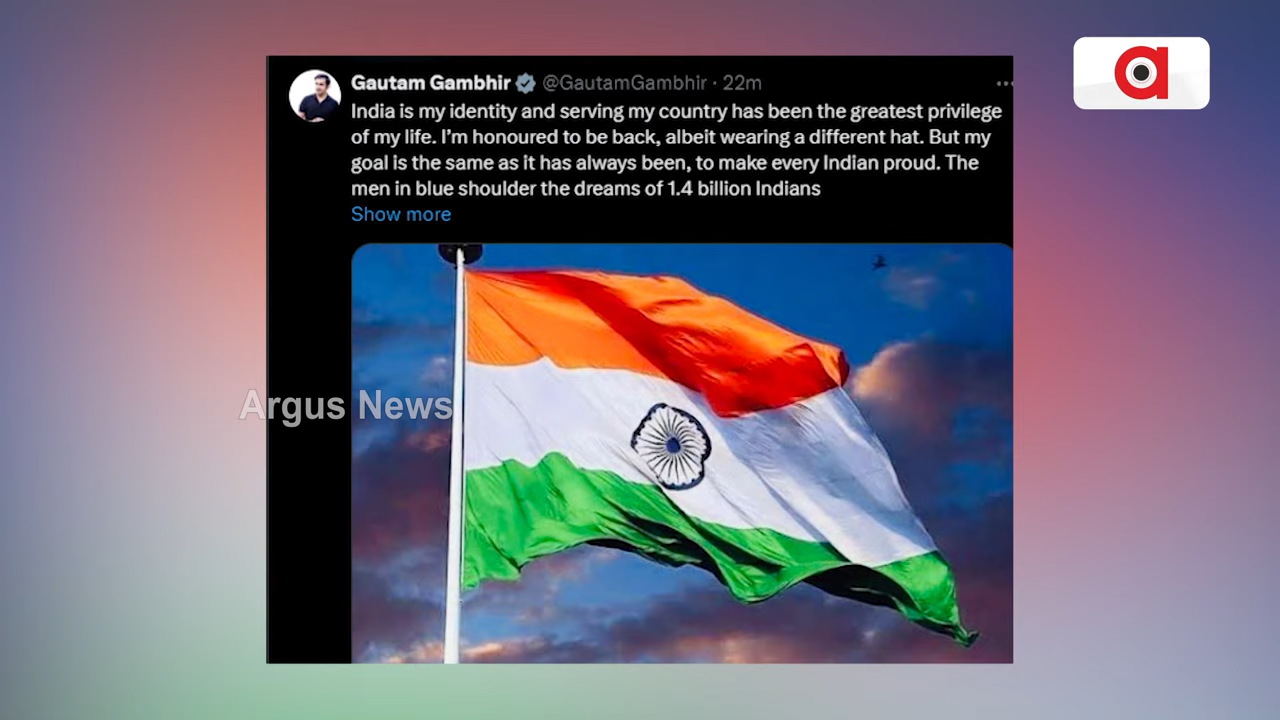 Gautam Gambhir @GautamGambhir · 22m
India is my identity and serving my country has been the greatest privilege
of my life. I'm honoured to be back, albeit wearing a different hat. But my
goal is the same as it has always been, to make every Indian proud. The
men in blue shoulder the dreams of 1.4 billion Indians
Show more
a
Argus News